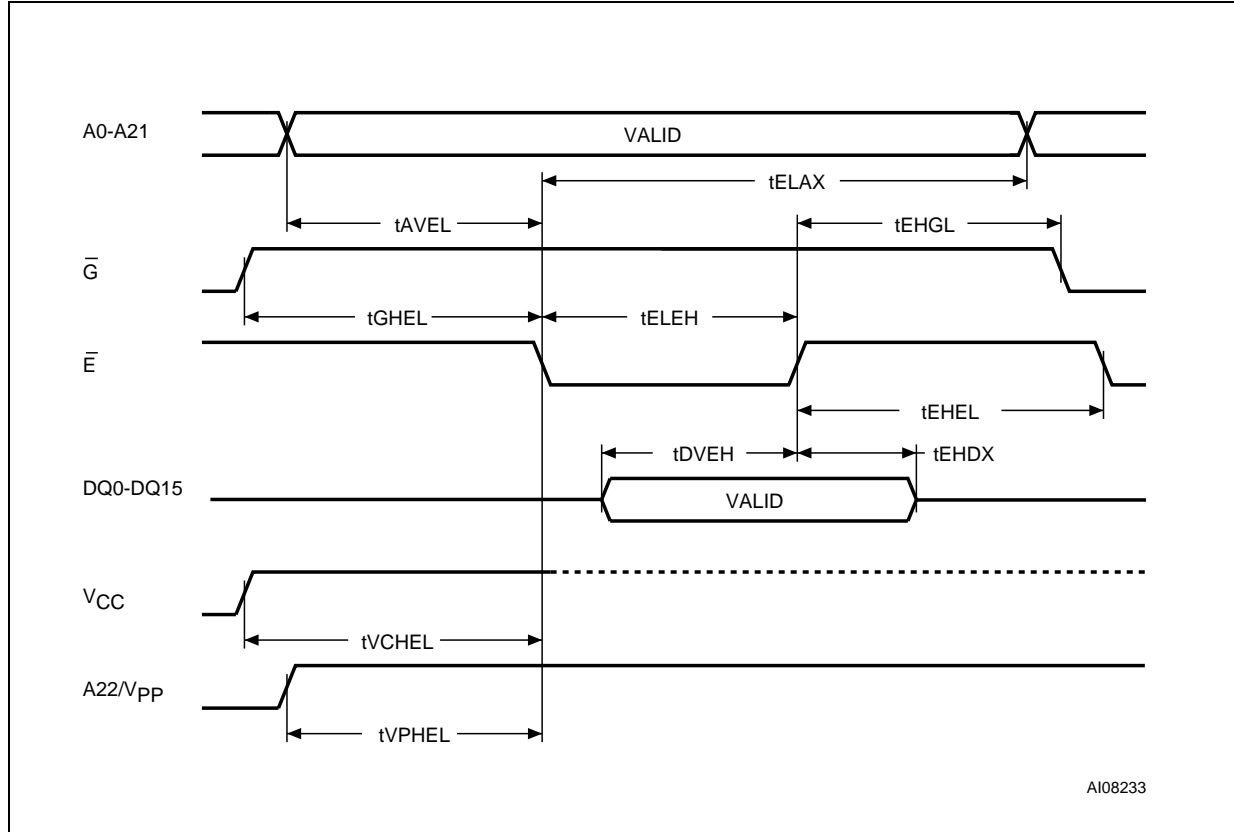 A0-A21
VALID
tELAX
tAVEL
tEHGL
G̅
tGHEL
tELEH
E̅
tEHEL
tDVEH
tEHDX
DQ0-DQ15
VALID
VCC
tVCHEL
A22/VPP
tVPHEL
AI08233